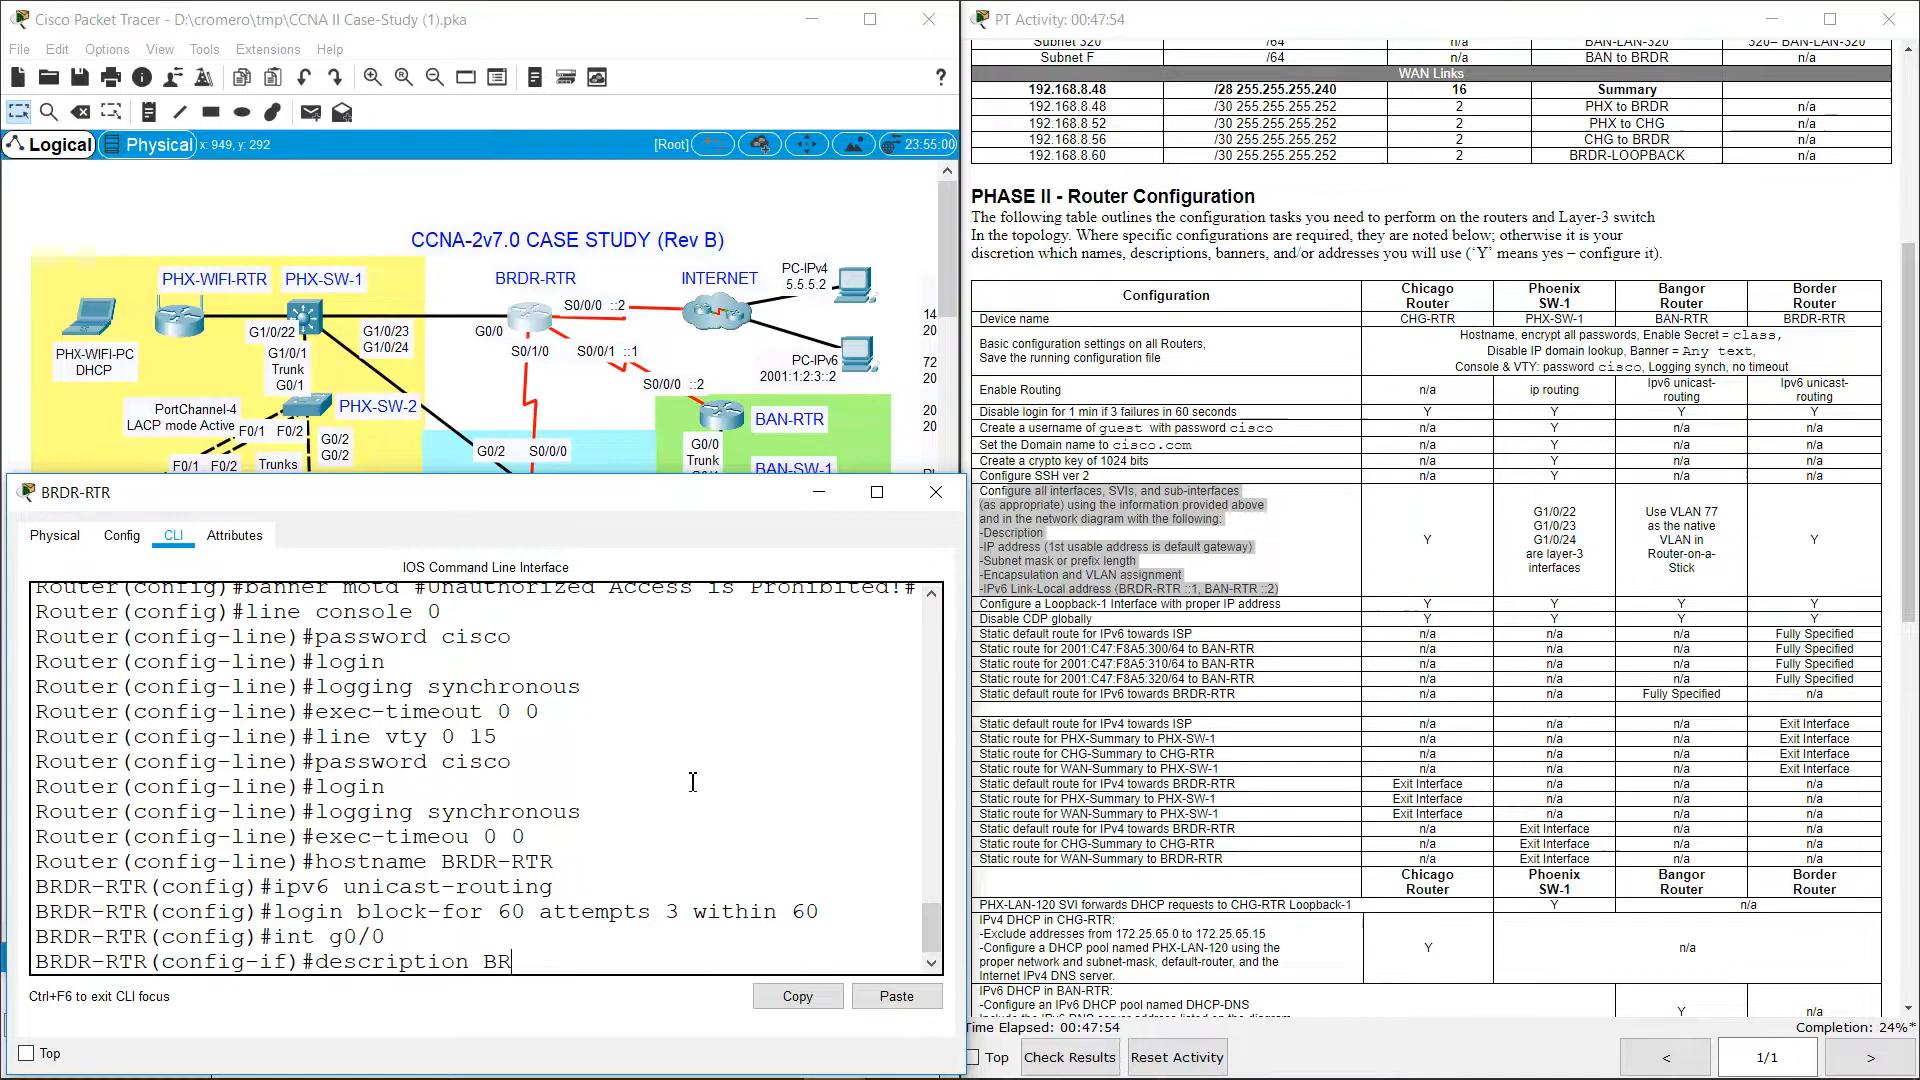 Cisco Packet Tracer - D:\cromero\tmp\CCNA II Case-Study (1).pka
File Edit Options View Tools Extensions Help
Logical Physical x: 949, y: 292 [Root] 23:55:00
CCNA-2v7.0 CASE STUDY (Rev B)
PHX-WIFI-RTR PHX-SW-1 BRDR-RTR INTERNET PC-IPv4
5.5.5.2
S0/0/0 ::2
G1/0/22 G1/0/23 G0/0
G1/0/24
14
20
PHX-WIFI-PC
DHCP
G1/0/1
Trunk
G0/1
S0/1/0 S0/0/1 ::1
PC-IPv6
2001:1:2:3::2
72
20
S0/0/0 ::2
PortChannel-4
LACP mode Active
PHX-SW-2
BAN-RTR
20
20
F0/1 F0/2 G0/2
G0/2
G0/0
Trunk
G0/2 S0/0/0
F0/1 F0/2 Trunks
BAN-SW-1
BRDR-RTR
Physical Config CLI Attributes
IOS Command Line Interface
Router(config)#banner motd #Unauthorized Access is Prohibited!#
Router(config)#line console 0
Router(config-line)#password cisco
Router(config-line)#login
Router(config-line)#logging synchronous
Router(config-line)#exec-timeout 0 0
Router(config-line)#line vty 0 15
Router(config-line)#password cisco
Router(config-line)#login
Router(config-line)#logging synchronous
Router(config-line)#exec-timeou 0 0
Router(config-line)#hostname BRDR-RTR
BRDR-RTR(config)#ipv6 unicast-routing
BRDR-RTR(config)#login block-for 60 attempts 3 within 60
BRDR-RTR(config)#int g0/0
BRDR-RTR(config-if)#description BR
Ctrl+F6 to exit CLI focus
Copy Paste
Top
PT Activity: 00:47:54
Subnet 320 /64 n/a BAN-LAN-320 320– BAN-LAN-320
Subnet F /64 n/a BAN to BRDR n/a
WAN Links
192.168.8.48 /28 255.255.255.240 16 Summary
192.168.8.48 /30 255.255.255.252 2 PHX to BRDR n/a
192.168.8.52 /30 255.255.255.252 2 PHX to CHG n/a
192.168.8.56 /30 255.255.255.252 2 CHG to BRDR n/a
192.168.8.60 /30 255.255.255.252 2 BRDR-LOOPBACK n/a
PHASE II - Router Configuration
The following table outlines the configuration tasks you need to perform on the routers and Layer-3 switch
In the topology. Where specific configurations are required, they are noted below; otherwise it is your
discretion which names, descriptions, banners, and/or addresses you will use (‘Y’ means yes – configure it).
Configuration Chicago Router Phoenix SW-1 Bangor Router Border Router
Device name CHG-RTR PHX-SW-1 BAN-RTR BRDR-RTR
Basic configuration settings on all Routers,
Save the running configuration file
Hostname, encrypt all passwords, Enable Secret = class,
Disable IP domain lookup, Banner = Any text,
Console & VTY: password cisco, Logging synch, no timeout
Enable Routing n/a ip routing Ipv6 unicast-routing Ipv6 unicast-routing
Disable login for 1 min if 3 failures in 60 seconds Y Y Y Y
Create a username of guest with password cisco n/a Y n/a n/a
Set the Domain name to cisco.com n/a Y n/a n/a
Create a crypto key of 1024 bits n/a Y n/a n/a
Configure SSH ver 2 n/a Y n/a n/a
Configure all interfaces, SVIs, and sub-interfaces
(as appropriate) using the information provided above
and in the network diagram with the following:
-Description
-IP address (1st usable address is default gateway)
-Subnet mask or prefix length
-Encapsulation and VLAN assignment
-IPv6 Link-Local address (BRDR-RTR ::1, BAN-RTR ::2)
Y
G1/0/22
G1/0/23
G1/0/24
are layer-3
interfaces
Use VLAN 77
as the native
VLAN in
Router-on-a-
Stick
Y
Configure a Loopback-1 Interface with proper IP address Y Y Y Y
Disable CDP globally Y Y Y Y
Static default route for IPv6 towards ISP n/a n/a n/a Fully Specified
Static route for 2001:C47:F8A5:300/64 to BAN-RTR n/a n/a n/a Fully Specified
Static route for 2001:C47:F8A5:310/64 to BAN-RTR n/a n/a n/a Fully Specified
Static route for 2001:C47:F8A5:320/64 to BAN-RTR n/a n/a n/a Fully Specified
Static default route for IPv6 towards BRDR-RTR n/a n/a Fully Specified n/a
Static default route for IPv4 towards ISP n/a n/a n/a Exit Interface
Static route for PHX-Summary to PHX-SW-1 n/a n/a n/a Exit Interface
Static route for CHG-Summary to CHG-RTR n/a n/a n/a Exit Interface
Static route for WAN-Summary to PHX-SW-1 n/a n/a n/a Exit Interface
Static default route for IPv4 towards BRDR-RTR Exit Interface n/a n/a n/a
Static route for PHX-Summary to PHX-SW-1 Exit Interface n/a n/a n/a
Static route for WAN-Summary to PHX-SW-1 Exit Interface n/a n/a n/a
Static default route for IPv4 towards BRDR-RTR n/a Exit Interface n/a n/a
Static route for CHG-Summary to CHG-RTR n/a Exit Interface n/a n/a
Static route for WAN-Summary to BRDR-RTR n/a Exit Interface n/a n/a
Chicago Router Phoenix SW-1 Bangor Router Border Router
PHX-LAN-120 SVI forwards DHCP requests to CHG-RTR Loopback-1 Y n/a
IPv4 DHCP in CHG-RTR:
-Exclude addresses from 172.25.65.0 to 172.25.65.15
-Configure a DHCP pool named PHX-LAN-120 using the
proper network and subnet-mask, default-router, and the
Internet IPv4 DNS server.
Y n/a
IPv6 DHCP in BAN-RTR:
-Configure an IPv6 DHCP pool named DHCP-DNS
n/a Y n/a
Time Elapsed: 00:47:54 Completion: 24%*
Top Check Results Reset Activity < 1/1 >